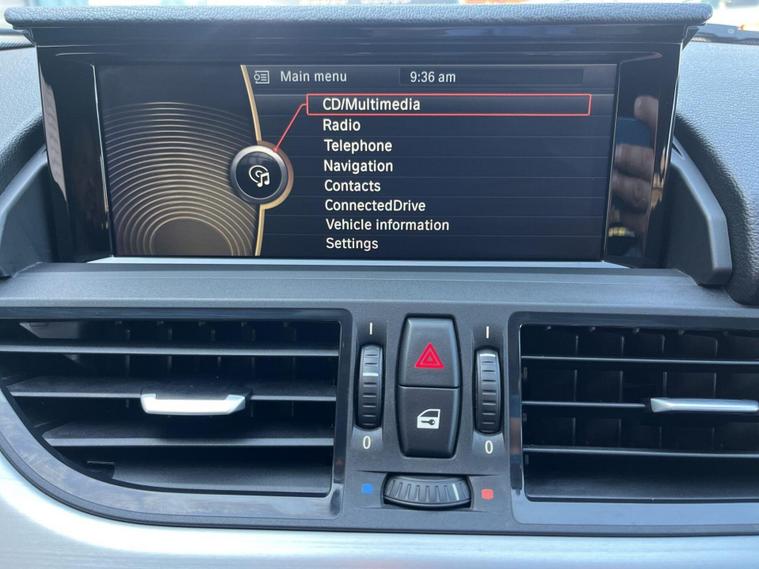 Main menu
9:36 am
CD/Multimedia
Radio
Telephone
Navigation
Contacts
ConnectedDrive
Vehicle information
Settings
I
I
0
0